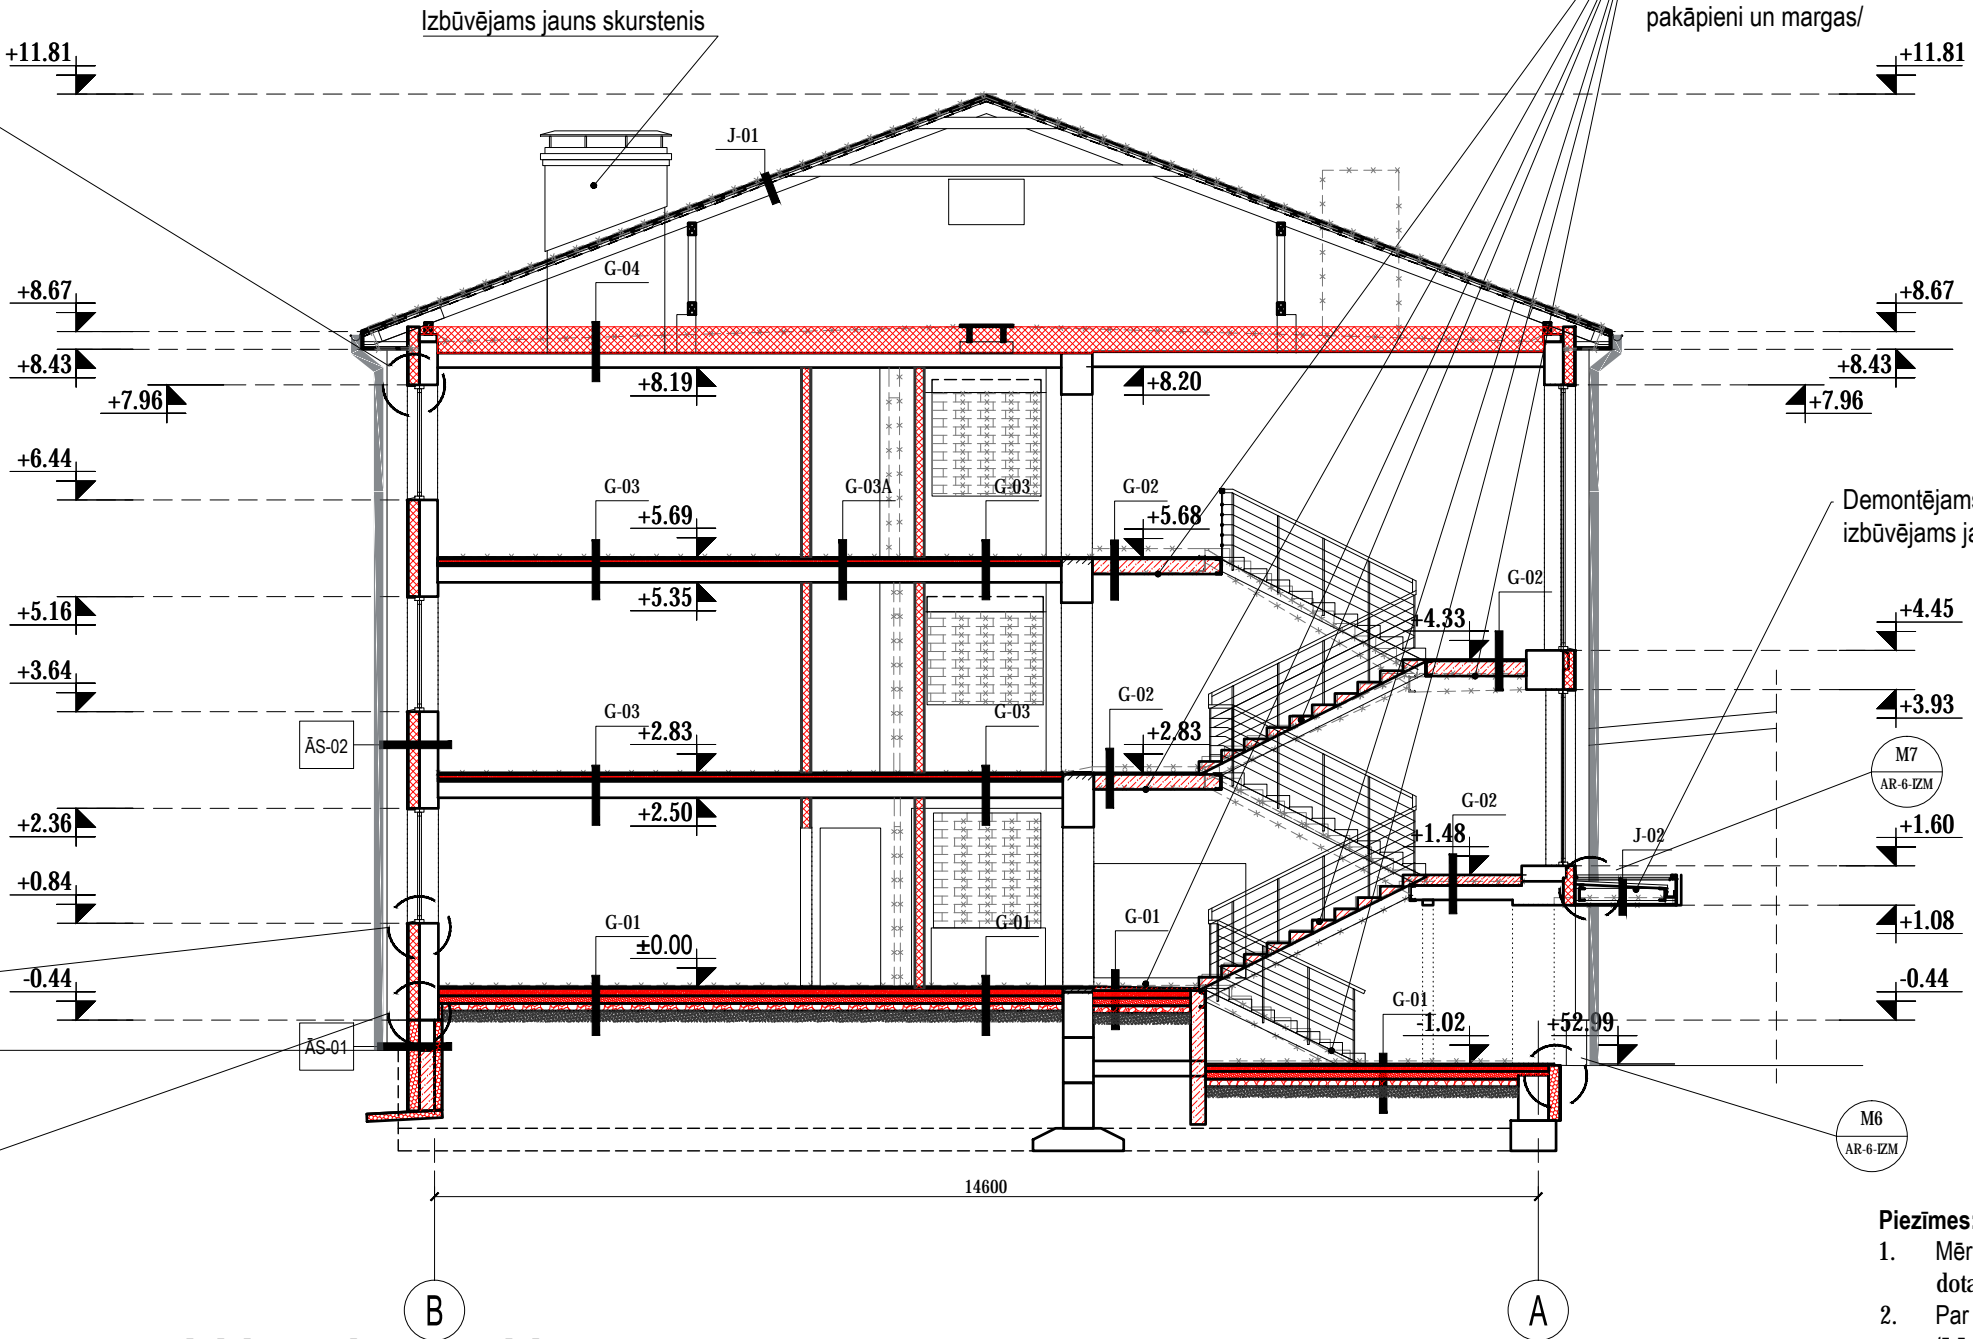 Izbūvējams jauns skurstenis
pakāpieni un margas/
+11.81
+11.81
J-01
G-04
+8.67
+8.67
+8.43
+8.43
+8.19
+8.20
+7.96
+7.96
+6.44
G-03
G-03A
G-03
G-02
+5.69
+5.68
Demontējams
izbūvējams ja
+5.16
+5.35
G-02
+4.33
+4.45
+3.64
G-03
G-03
G-02
+3.93
ĀS-02
+2.83
+2.83
M7
AR-6-IZM
+2.36
+2.50
G-02
+1.48
J-02
+1.60
+0.84
G-01
G-01
G-01
±0.00
+1.08
-0.44
-0.44
G-01
-1.02
+52.99
ĀS-01
M6
AR-6-IZM
14600
Piezīmes:
1. Mēr
dota
2. Par
B
A